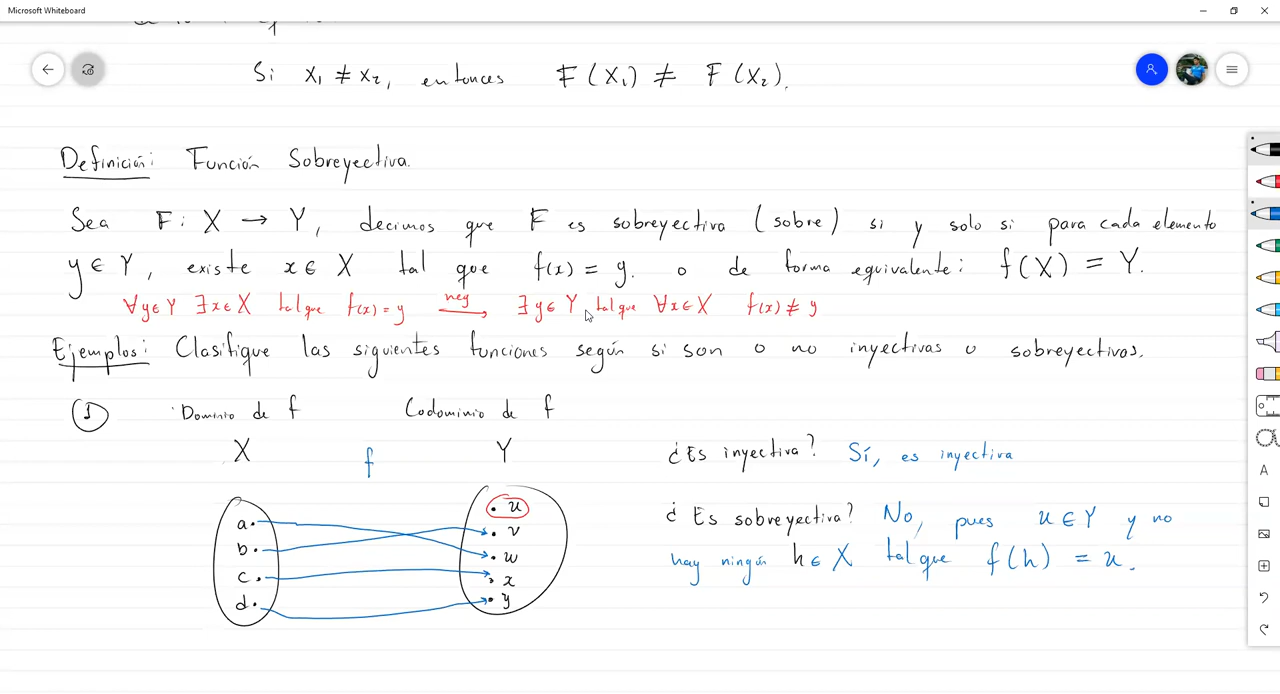 Microsoft Whiteboard
Si x₁ ≠ x₂, entonces F(x₁) ≠ F(x₂).
Definición: Función Sobreyectiva.
Sea F: X → Y, decimos que F es sobreyectiva (sobre) si y solo si para cada elemento
y ∈ Y, existe x ∈ X tal que f(x) = y. o de forma equivalente: f(X) = Y.
∀y∈Y ∃x∈X tal que f(x)=y neg→ ∃y∈Y tal que ∀x∈X f(x)≠y
Ejemplos: Clasifique las siguientes funciones según si son o no inyectivas o sobreyectivas.
① Dominio de f Codominio de f
X f Y
¿Es inyectiva? Sí, es inyectiva
a
b
c
d
u
v
w
x
y
¿Es sobreyectiva? No, pues u∈Y y no
hay ningún h∈X tal que f(h) = u.
A